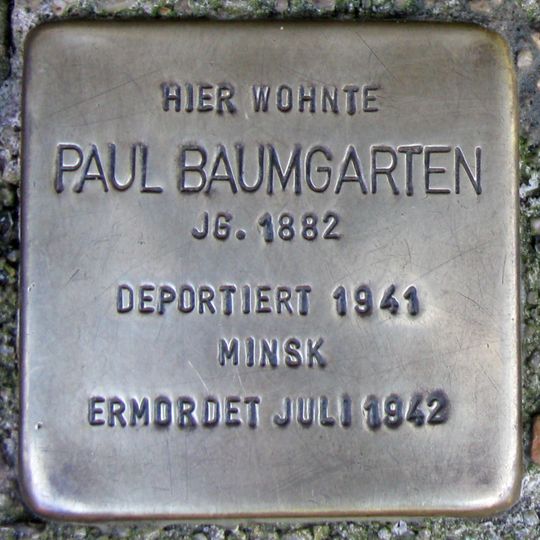 HIER WOHNTE
PAUL BAUMGARTEN
JG. 1882
DEPORTIERT 1941
MINSK
ERMORDET JULI 1942